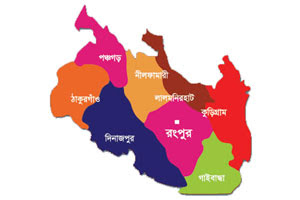 পঞ্চগড়
নীলফামারী
ঠাকুরগাঁও
লালমনিরহাট
কুড়িগ্রাম
দিনাজপুর
রংপুর
গাইবান্ধা